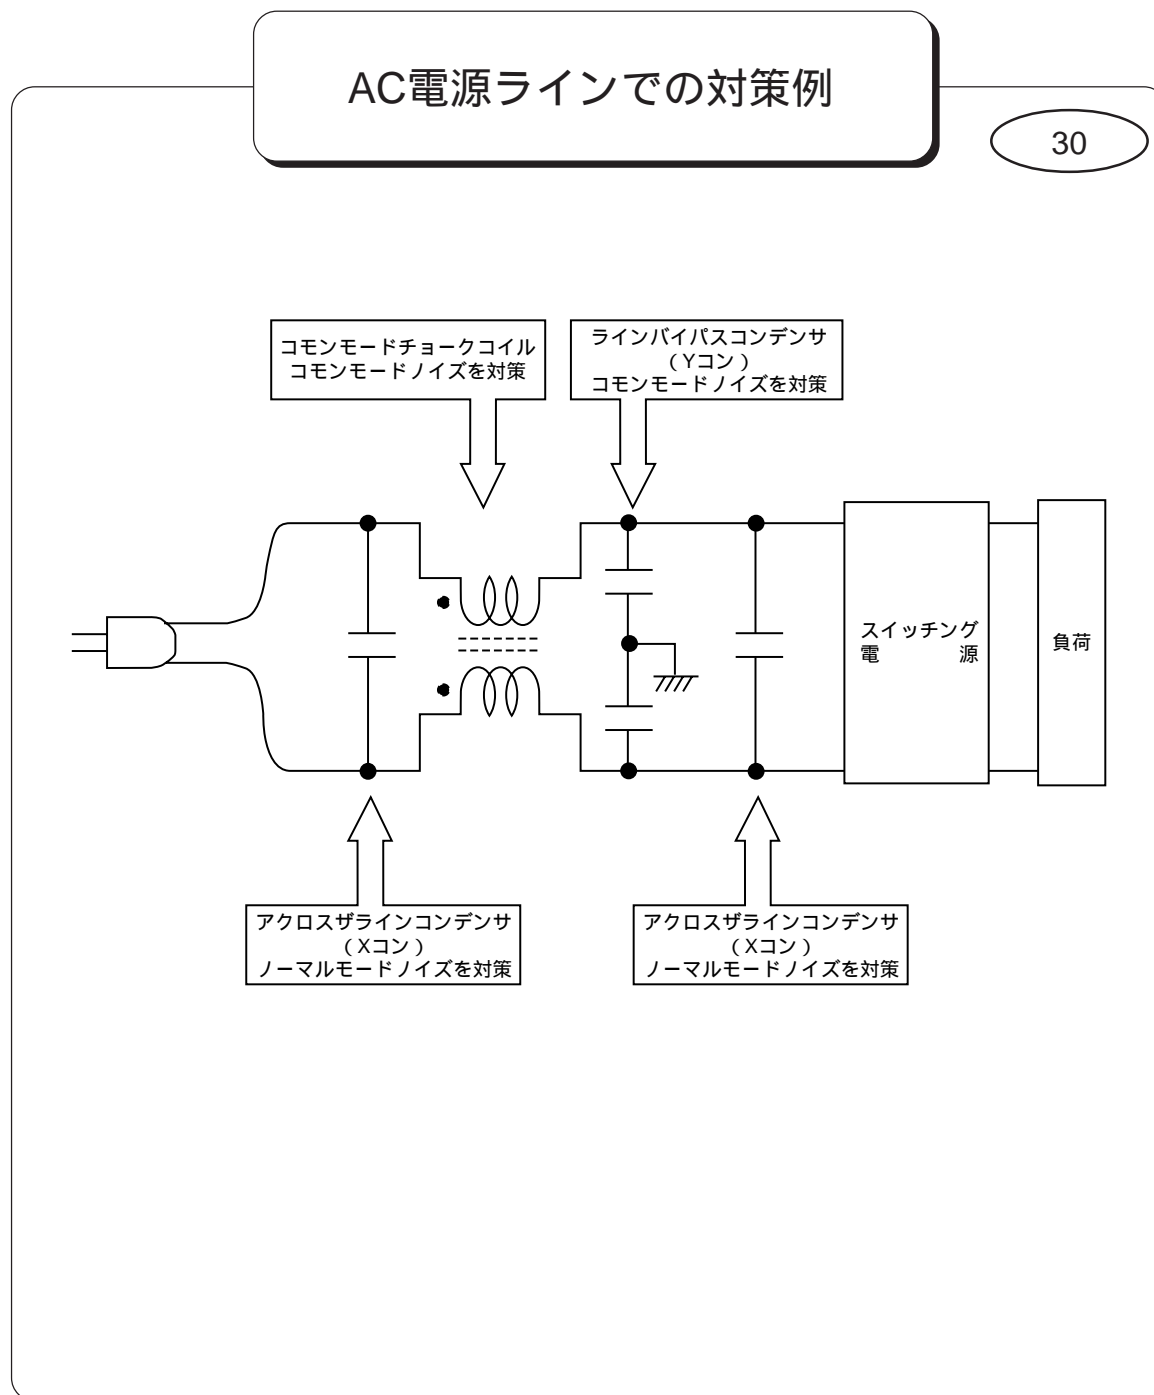 AC電源ラインでの対策例
30
コモンモードチョークコイル
コモンモードノイズを対策
ラインバイパスコンデンサ
（Yコン）
コモンモードノイズを対策
スイッチング
電　　　　源
負荷
アクロスザラインコンデンサ
（Xコン）
ノーマルモードノイズを対策
アクロスザラインコンデンサ
（Xコン）
ノーマルモードノイズを対策